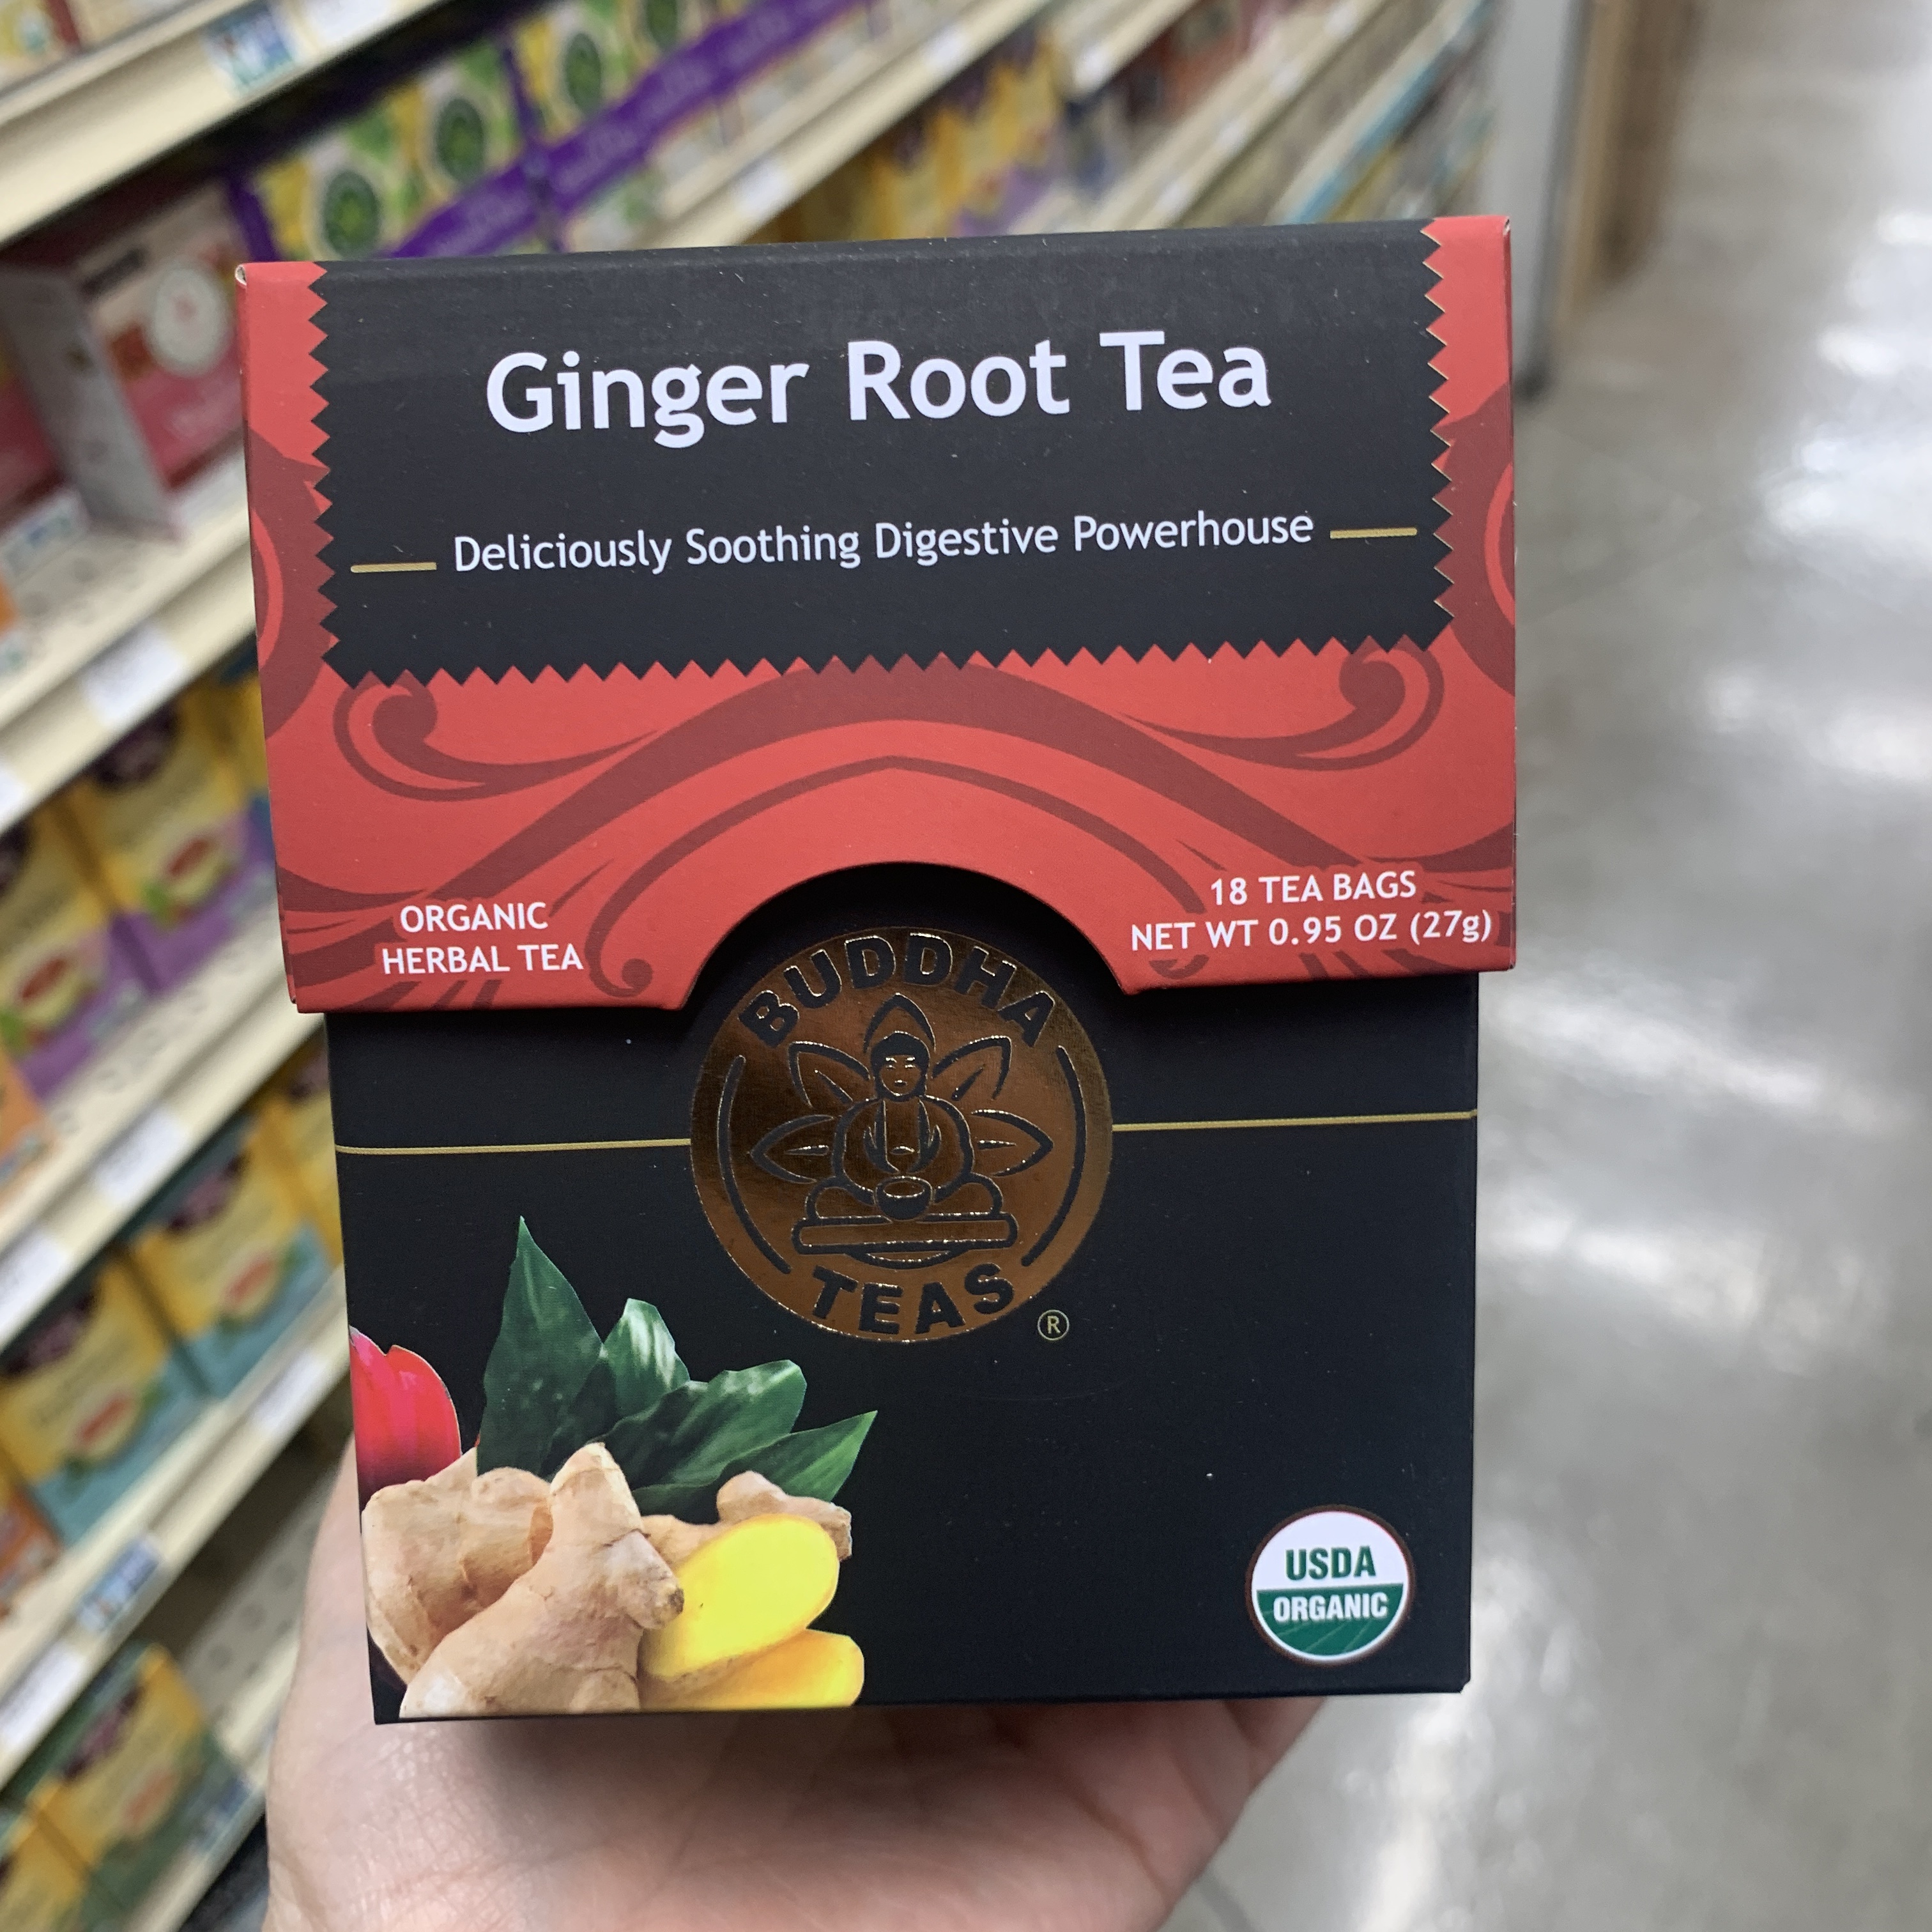 Ginger Root Tea
Deliciously Soothing Digestive Powerhouse
ORGANIC
HERBAL TEA
18 TEA BAGS
NET WT 0.95 OZ (27g)
BUDDHA
TEAS
®
USDA
ORGANIC